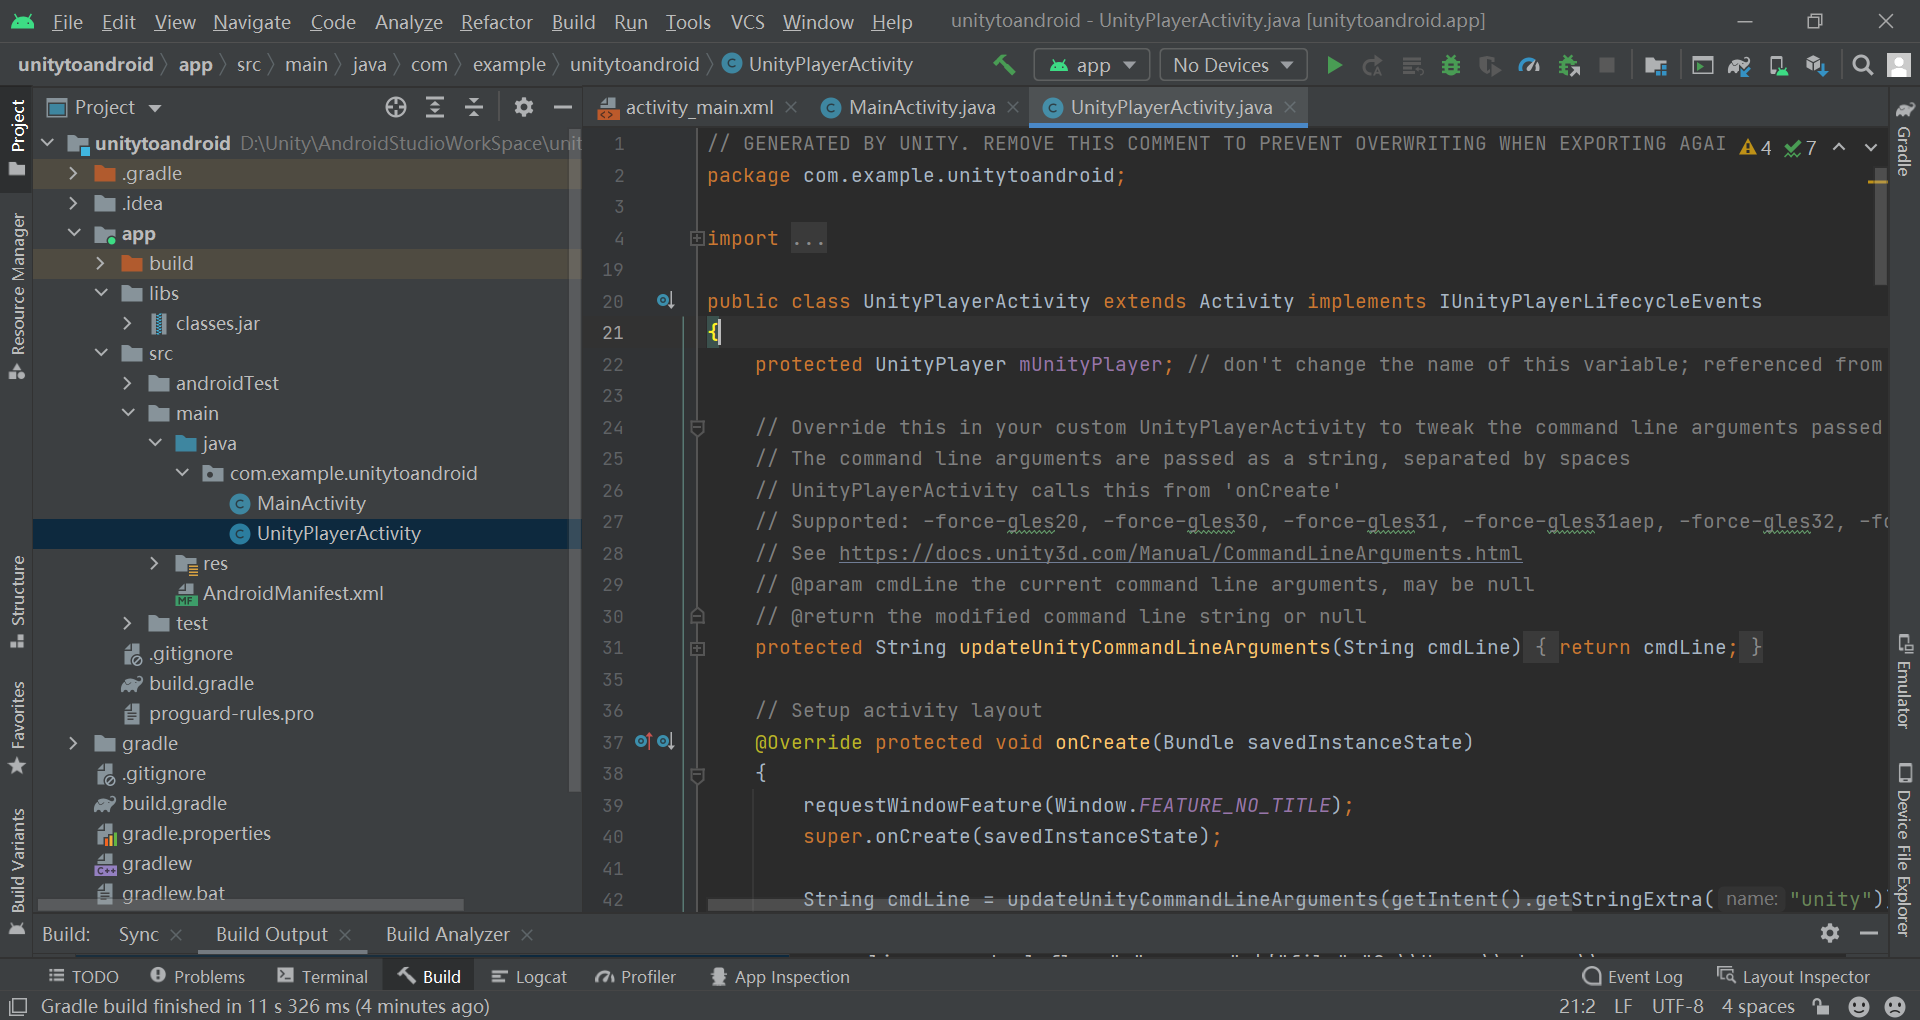 File Edit View Navigate Code Analyze Refactor Build Run Tools VCS Window Help unitytoandroid - UnityPlayerActivity.java [unitytoandroid.app]
unitytoandroid app src main java com example unitytoandroid UnityPlayerActivity app No Devices
Project
activity_main.xml MainActivity.java UnityPlayerActivity.java
Project
Resource Manager
Structure
Favorites
Build Variants
unitytoandroid D:\Unity\AndroidStudioWorkSpace\unit
.gradle
.idea
app
build
libs
classes.jar
src
androidTest
main
java
com.example.unitytoandroid
MainActivity
UnityPlayerActivity
res
AndroidManifest.xml
test
.gitignore
build.gradle
proguard-rules.pro
gradle
.gitignore
build.gradle
gradle.properties
gradlew
gradlew.bat
1 // GENERATED BY UNITY. REMOVE THIS COMMENT TO PREVENT OVERWRITING WHEN EXPORTING AGAI 4 7
2 package com.example.unitytoandroid;
3
4 import ...
19
20 public class UnityPlayerActivity extends Activity implements IUnityPlayerLifecycleEvents
21 {
22 protected UnityPlayer mUnityPlayer; // don't change the name of this variable; referenced from
23
24 // Override this in your custom UnityPlayerActivity to tweak the command line arguments passed
25 // The command line arguments are passed as a string, separated by spaces
26 // UnityPlayerActivity calls this from 'onCreate'
27 // Supported: -force-gles20, -force-gles30, -force-gles31, -force-gles31aep, -force-gles32, -fo
28 // See https://docs.unity3d.com/Manual/CommandLineArguments.html
29 // @param cmdLine the current command line arguments, may be null
30 // @return the modified command line string or null
31 protected String updateUnityCommandLineArguments(String cmdLine) { return cmdLine; }
35
36 // Setup activity layout
37 @Override protected void onCreate(Bundle savedInstanceState)
38 {
39 requestWindowFeature(Window.FEATURE_NO_TITLE);
40 super.onCreate(savedInstanceState);
41
42 String cmdLine = updateUnityCommandLineArguments(getIntent().getStringExtra( name: "unity"))
Gradle
Emulator
Device File Explorer
Build: Sync Build Output Build Analyzer
TODO Problems Terminal Build Logcat Profiler App Inspection Event Log Layout Inspector
Gradle build finished in 11 s 326 ms (4 minutes ago) 21:2 LF UTF-8 4 spaces